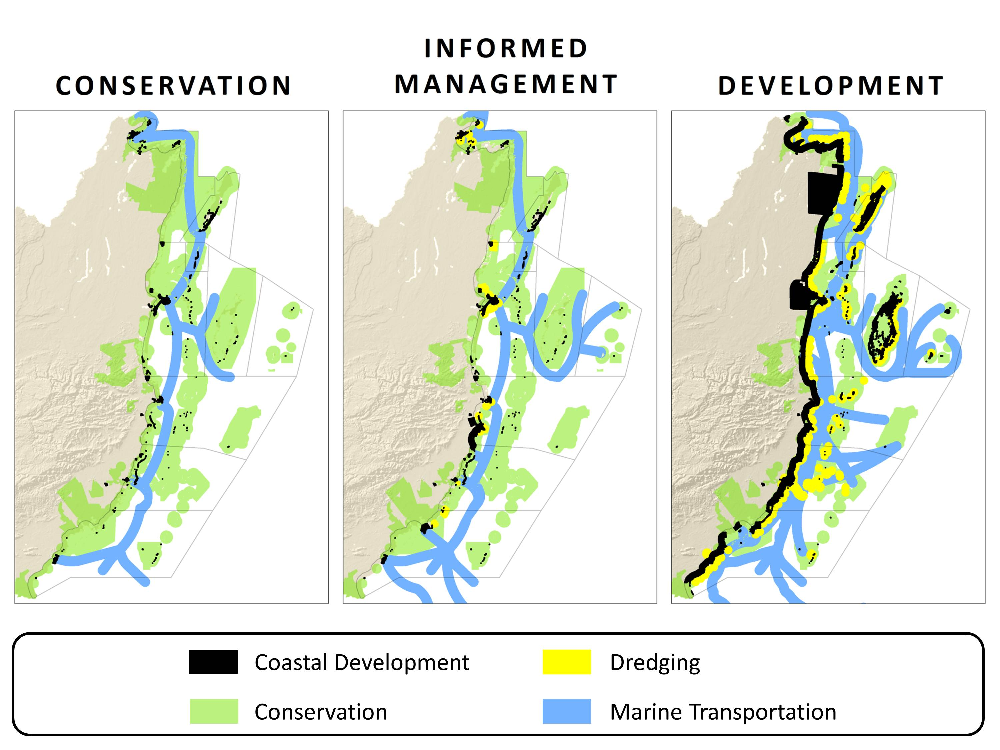 CONSERVATION
INFORMED
MANAGEMENT
DEVELOPMENT
Coastal Development
Dredging
Conservation
Marine Transportation